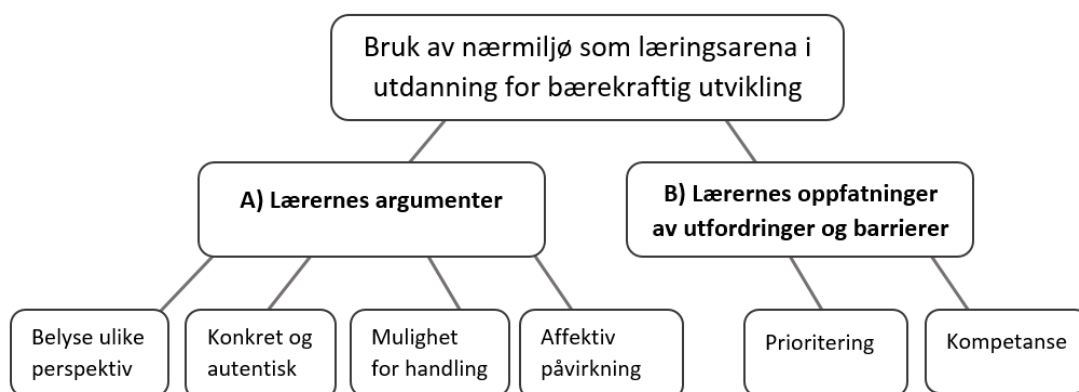 Bruk av nærmiljø som læringsarena i
utdanning for bærekraftig utvikling
A) Lærernes argumenter
B) Lærernes oppfatninger
av utfordringer og barrierer
Belyse ulike
perspektiv
Konkret og
autentisk
Mulighet
for handling
Affektiv
påvirkning
Prioritering
Kompetanse